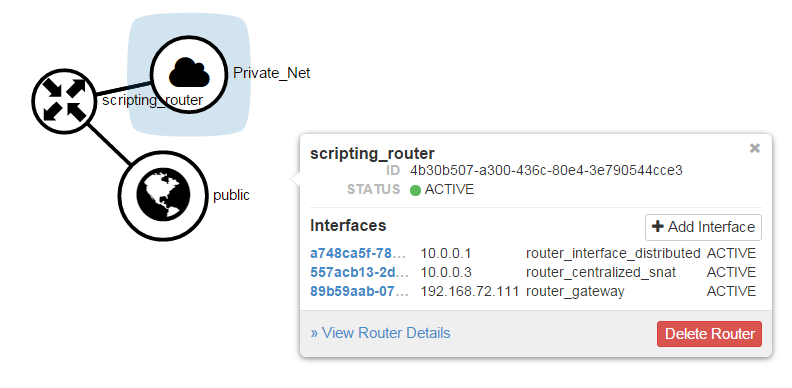 Private_Net
scripting_router
public
scripting_router
ID 4b30b507-a300-436c-80e4-3e790544cce3
STATUS ACTIVE
Interfaces
Add Interface
a748ca5f-78... 10.0.0.1 router_interface_distributed ACTIVE
557acb13-2d... 10.0.0.3 router_centralized_snat ACTIVE
89b59aab-07... 192.168.72.111 router_gateway ACTIVE
» View Router Details
Delete Router